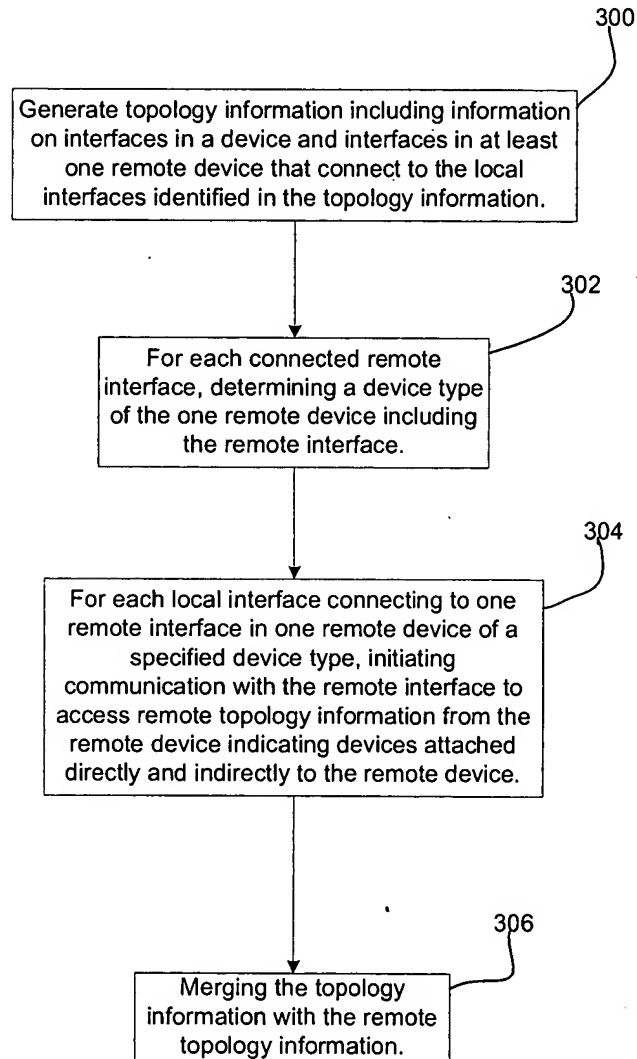 300
Generate topology information including information
on interfaces in a device and interfaces in at least
one remote device that connect to the local
interfaces identified in the topology information.
302
For each connected remote
interface, determining a device type
of the one remote device including
the remote interface.
304
For each local interface connecting to one
remote interface in one remote device of a
specified device type, initiating
communication with the remote interface to
access remote topology information from the
remote device indicating devices attached
directly and indirectly to the remote device.
306
Merging the topology
information with the remote
topology information.